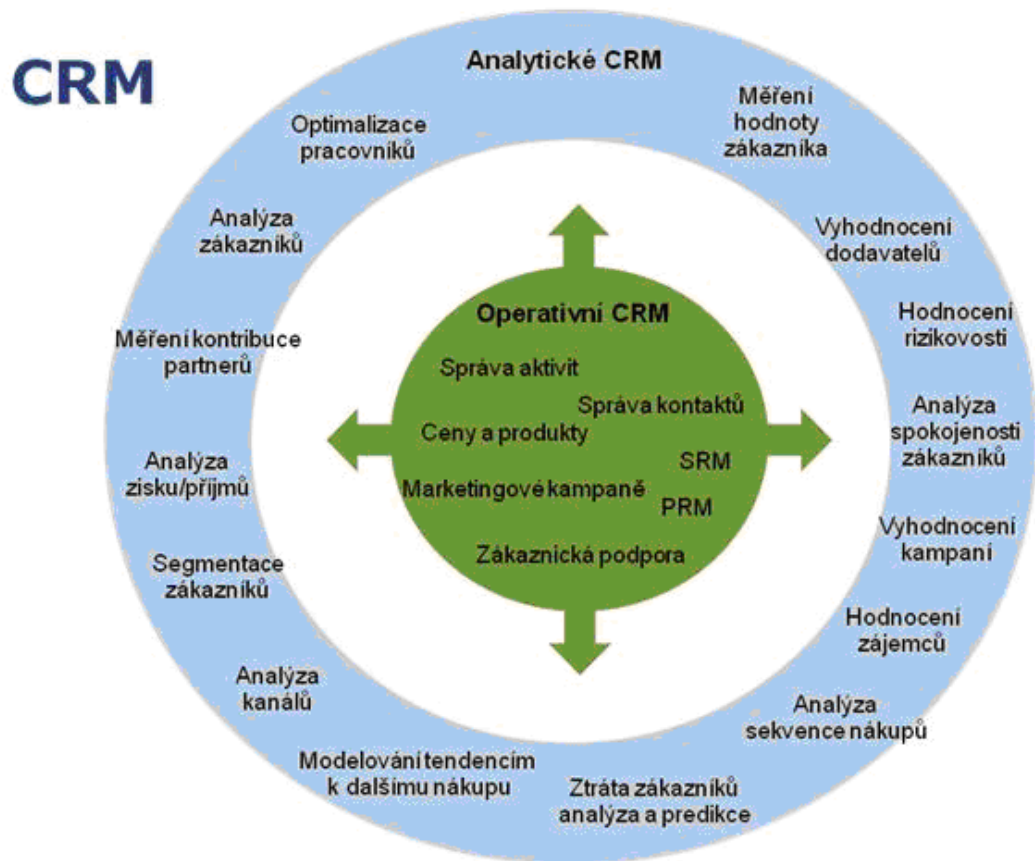 CRM
Analytické CRM
Měření
hodnoty
zákazníka
Vyhodnocení
dodavatelů
Hodnocení
rizikovosti
Analýza
spokojenosti
zákazníků
Vyhodnocení
kampaní
Hodnocení
zájemců
Analýza
sekvence nákupů
Ztráta zákazníků
analýza a predikce
Modelování tendencím
k dalšímu nákupu
Analýza
kanálů
Segmentace
zákazníků
Analýza
zisku/příjmů
Měření kontribuce
partnerů
Analýza
zákazníků
Optimalizace
pracovníků
Operativní CRM
Správa aktivit
Správa kontaktů
Ceny a produkty
SRM
Marketingové kampaně
PRM
Zákaznická podpora